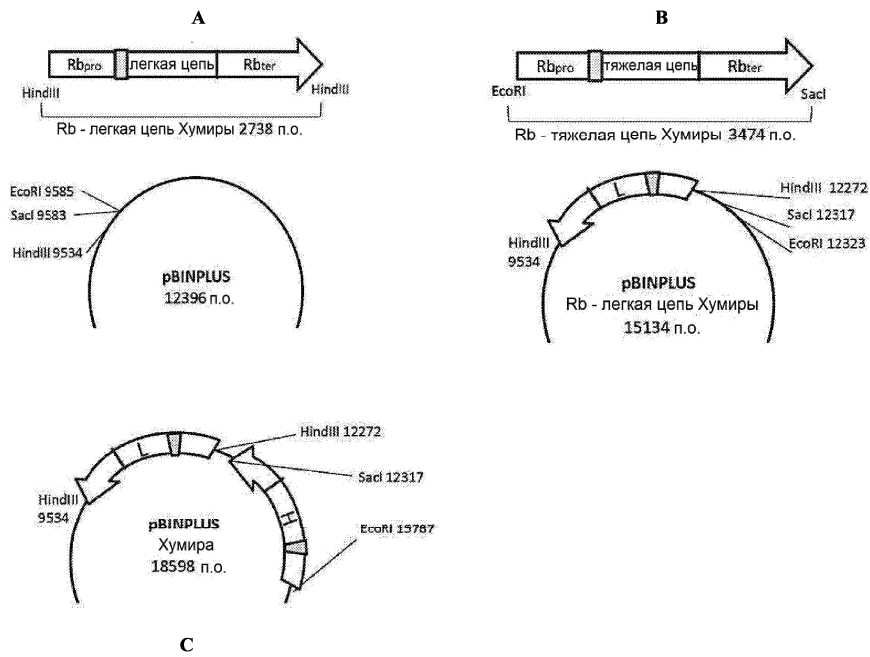 A
Rbpro легкая цепь Rbter
HindIII HindIII
Rb - легкая цепь Хумиры 2738 п.о.
EcoRI 9585
SacI 9583
HindIII 9534
pBINPLUS
12396 п.о.
B
Rbpro тяжелая цепь Rbter
EcoRI SacI
Rb - тяжелая цепь Хумиры 3474 п.о.
L
HindIII 12272
SacI 12317
EcoRI 12323
HindIII
9534
pBINPLUS
Rb - легкая цепь Хумиры
15134 п.о.
L
HindIII 12272
SacI 12317
HindIII
9534
H
EcoRI 15787
pBINPLUS
Хумира
18598 п.о.
C